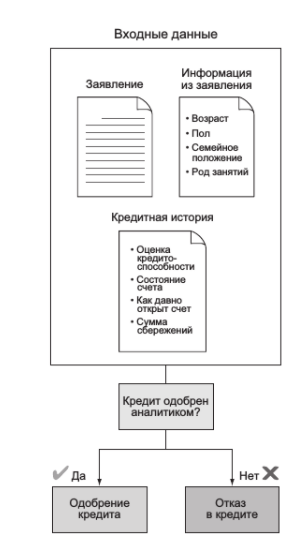 Входные данные
Заявление
Информация
из заявления
• Возраст
• Пол
• Семейное
положение
• Род занятий
Кредитная история
• Оценка
кредито-
способности
• Состояние
счета
• Как давно
открыт счет
• Сумма
сбережений
Кредит одобрен
аналитиком?
Да
Нет
Одобрение
кредита
Отказ
в кредите